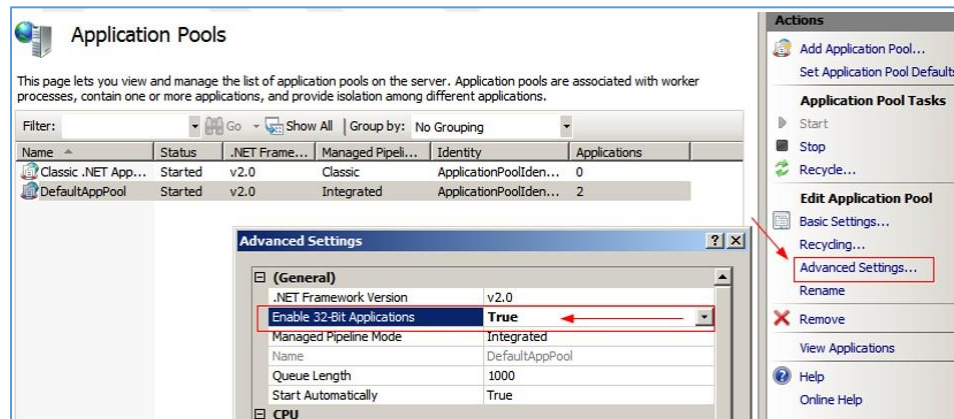 Application Pools
This page lets you view and manage the list of application pools on the server. Application pools are associated with worker
processes, contain one or more applications, and provide isolation among different applications.
Filter: Go Show All Group by: No Grouping
Name Status .NET Frame... Managed Pipeli... Identity Applications
Classic .NET App... Started v2.0 Classic ApplicationPoolIden... 0
DefaultAppPool Started v2.0 Integrated ApplicationPoolIden... 2
Advanced Settings
(General)
.NET Framework Version v2.0
Enable 32-Bit Applications True
Managed Pipeline Mode Integrated
Name DefaultAppPool
Queue Length 1000
Start Automatically True
CPU
Actions
Add Application Pool...
Set Application Pool Defaults
Application Pool Tasks
Start
Stop
Recycle...
Edit Application Pool
Basic Settings...
Recycling...
Advanced Settings...
Rename
Remove
View Applications
Help
Online Help